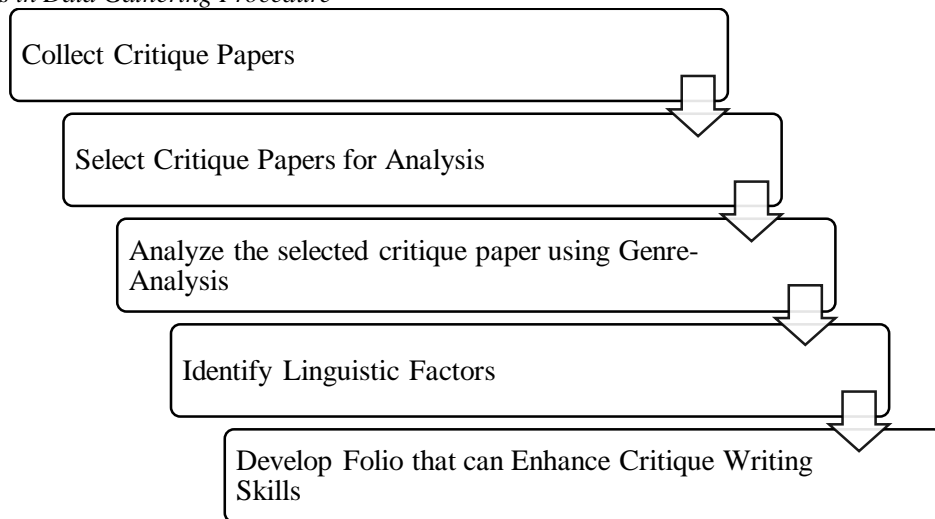 in Data Gathering Procedure
Collect Critique Papers
Select Critique Papers for Analysis
Analyze the selected critique paper using Genre-
Analysis
Identify Linguistic Factors
Develop Folio that can Enhance Critique Writing
Skills